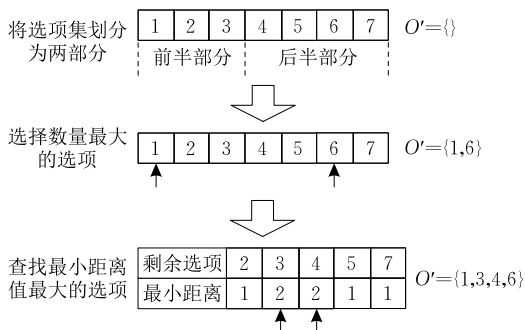 将选项集划分
为两部分
1 2 3 4 5 6 7
O′={}
前半部分 后半部分
选择数量最大
的选项
1 2 3 4 5 6 7
O′={1,6}
查找最小距离
值最大的选项
剩余选项 2 3 4 5 7
最小距离 1 2 2 1 1
O′={1,3,4,6}